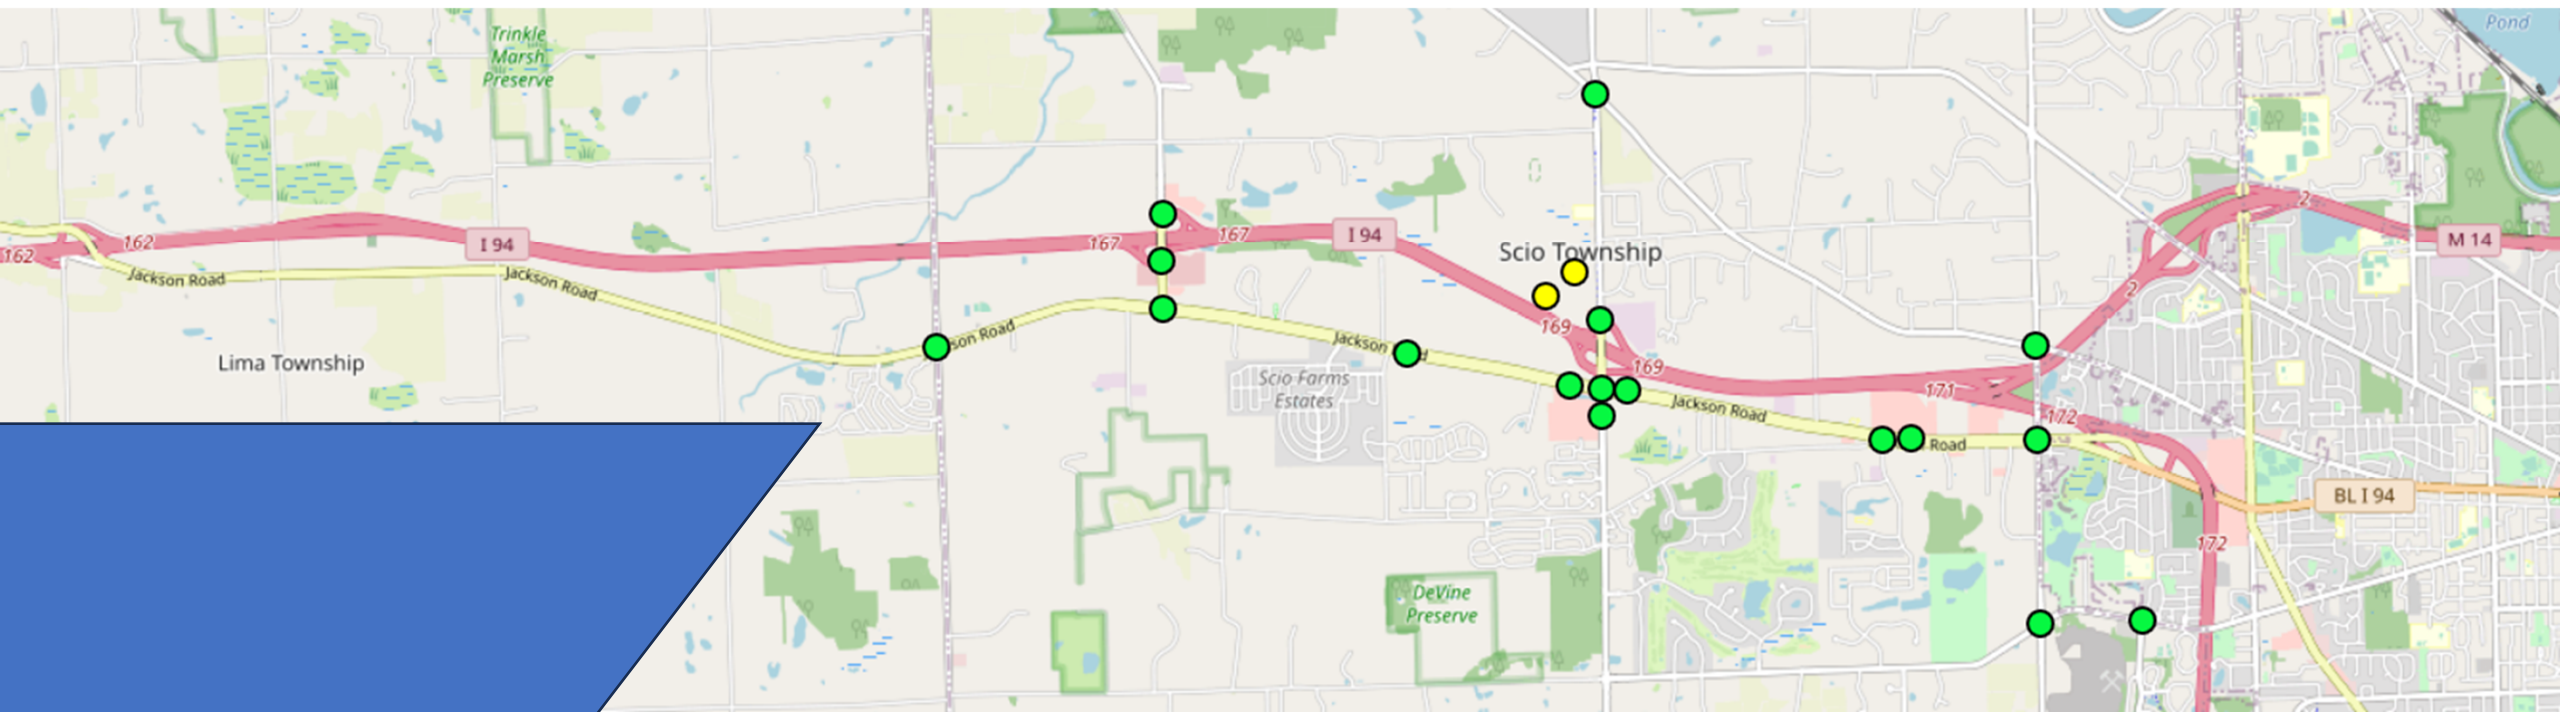 Trinkle
Marsh
Preserve
Pond
162
162
I 94
167
167
I 94
Scio Township
2
M 14
Jackson Road
Jackson Road
169
2
son Road
Jackson
d
169
Lima Township
Scio Farms
Estates
171
Jackson Road
172
Road
BL I 94
172
DeVine
Preserve